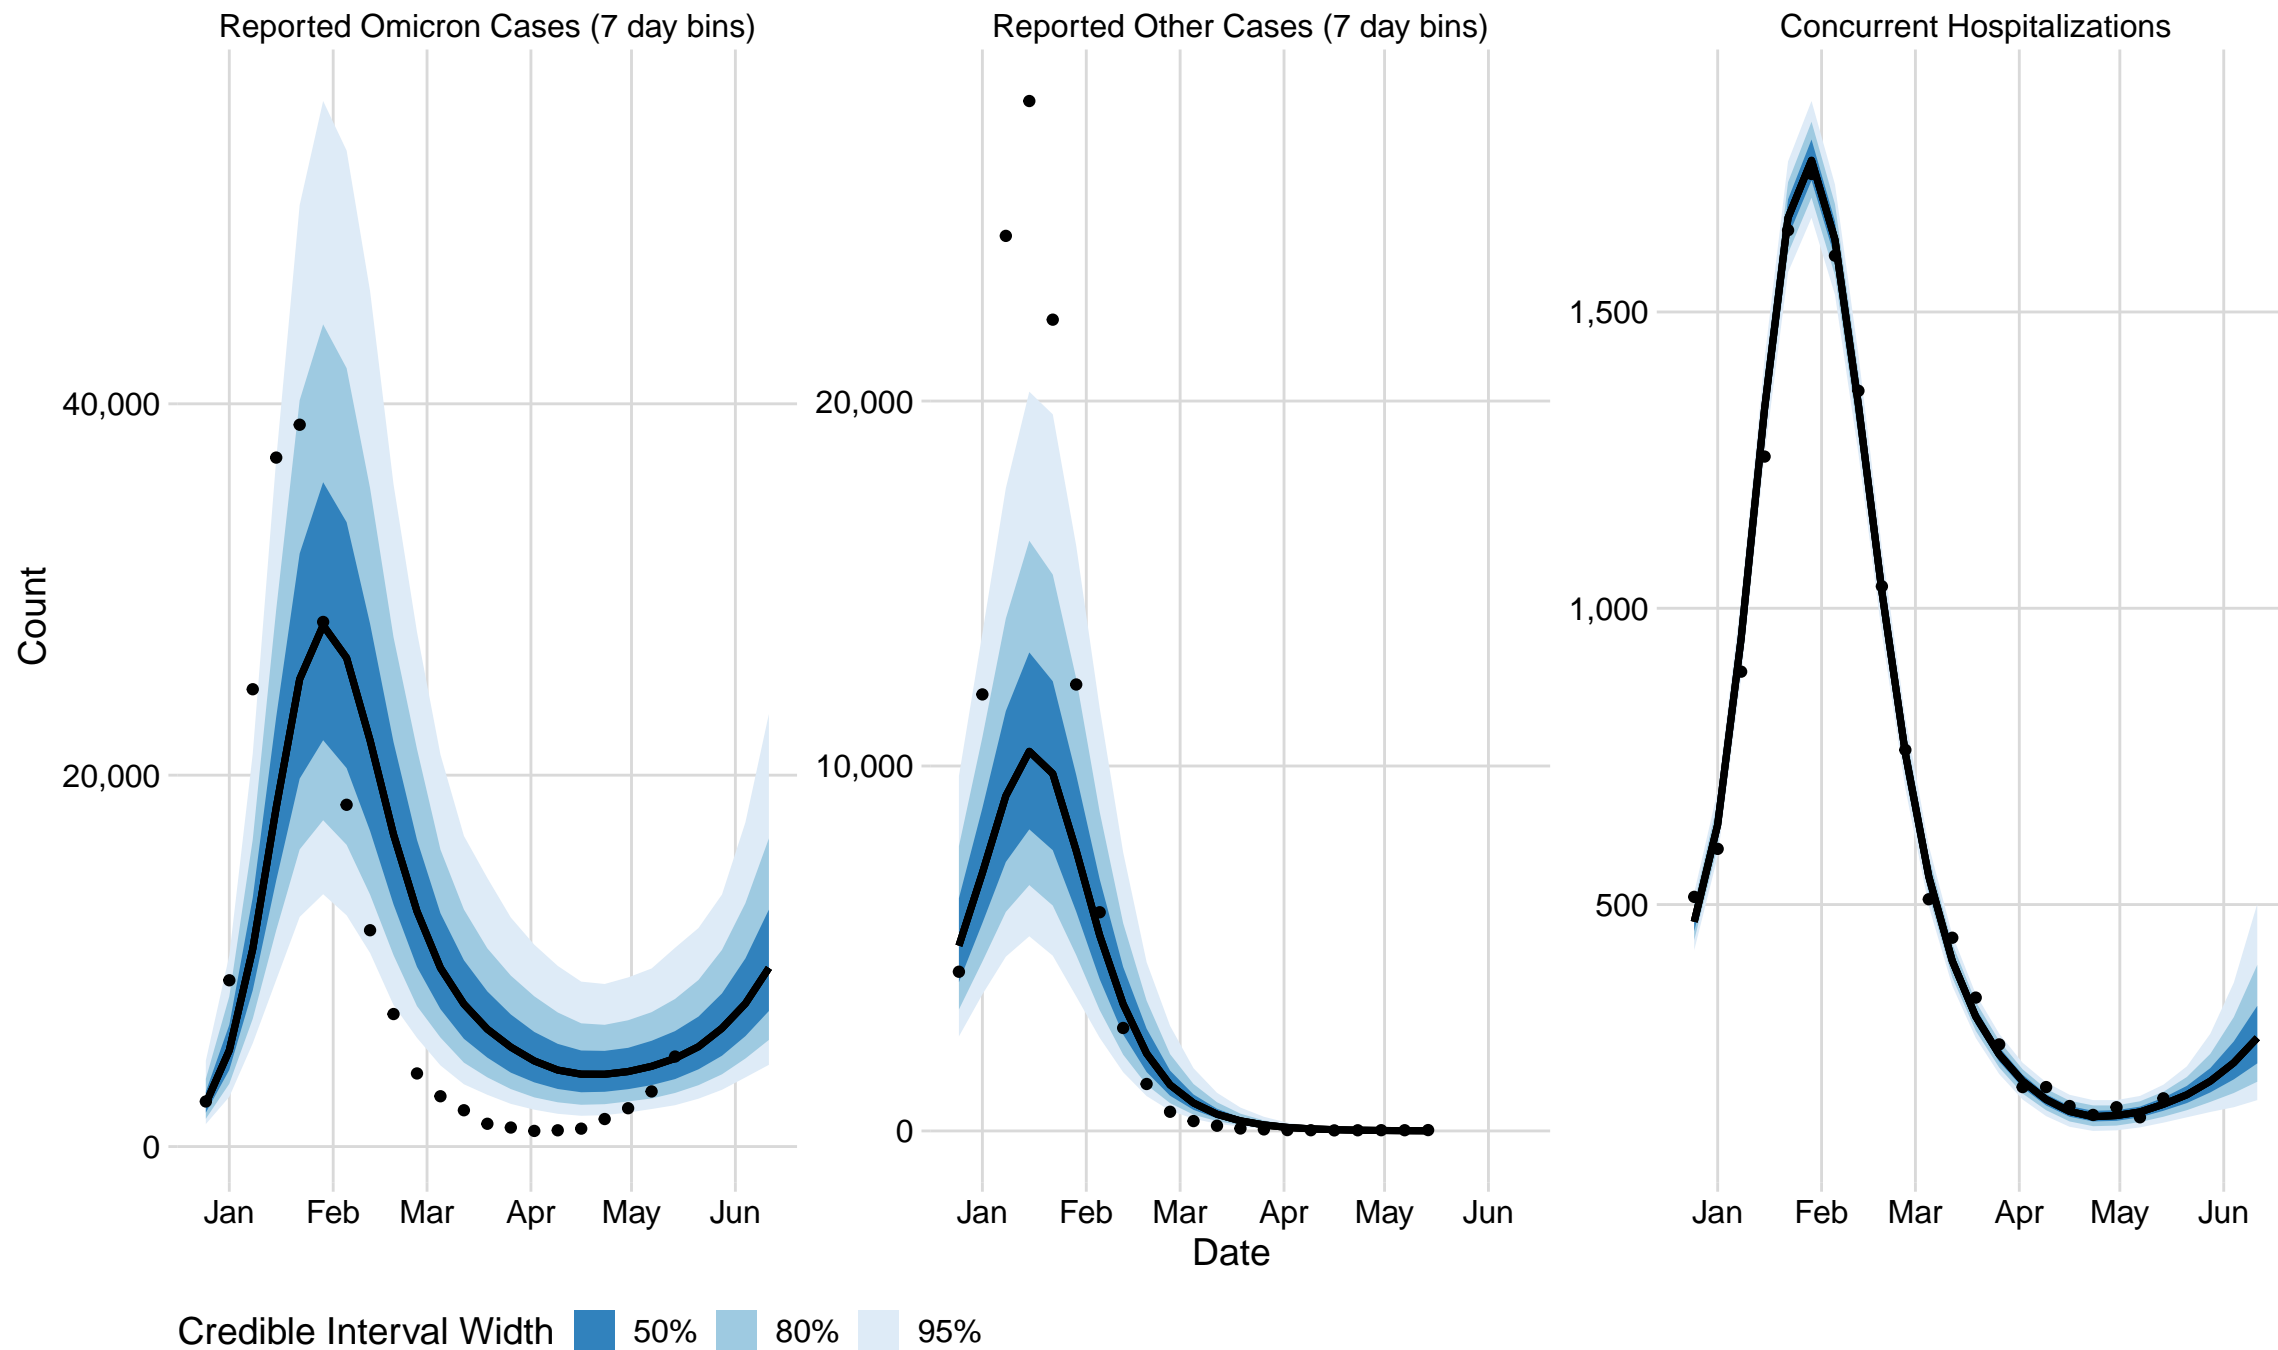 Reported Omicron Cases (7 day bins)
Reported Other Cases (7 day bins)
Concurrent Hospitalizations
Count
40,000
20,000
0
20,000
10,000
0
1,500
1,000
500
Jan Feb Mar Apr May Jun
Jan Feb Mar Apr May Jun
Jan Feb Mar Apr May Jun
Date
Credible Interval Width 50% 80% 95%